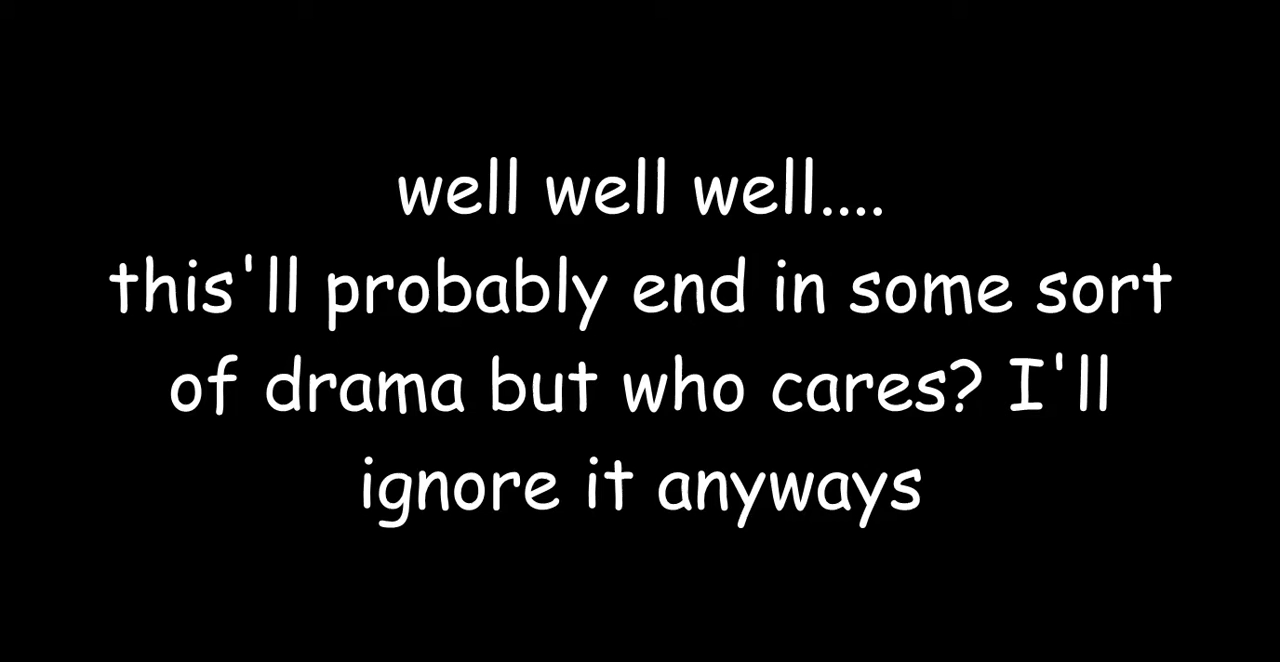 well well well....
this'll probably end in some sort
of drama but who cares? I'll
ignore it anyways